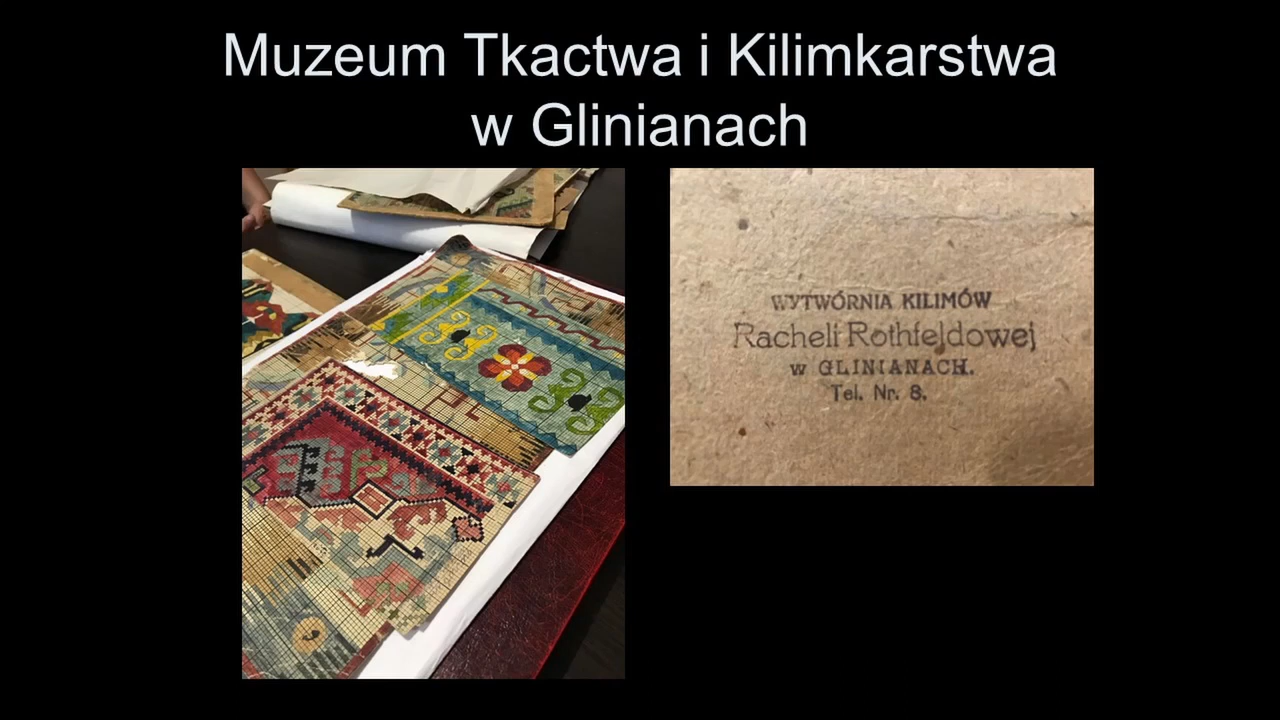 Muzeum Tkactwa i Kilimkarstwa
w Glinianach
WYTWÓRNIA KILIMÓW
Racheli Rothfeldowej
w GLINIANACH.
Tel. Nr. 8.